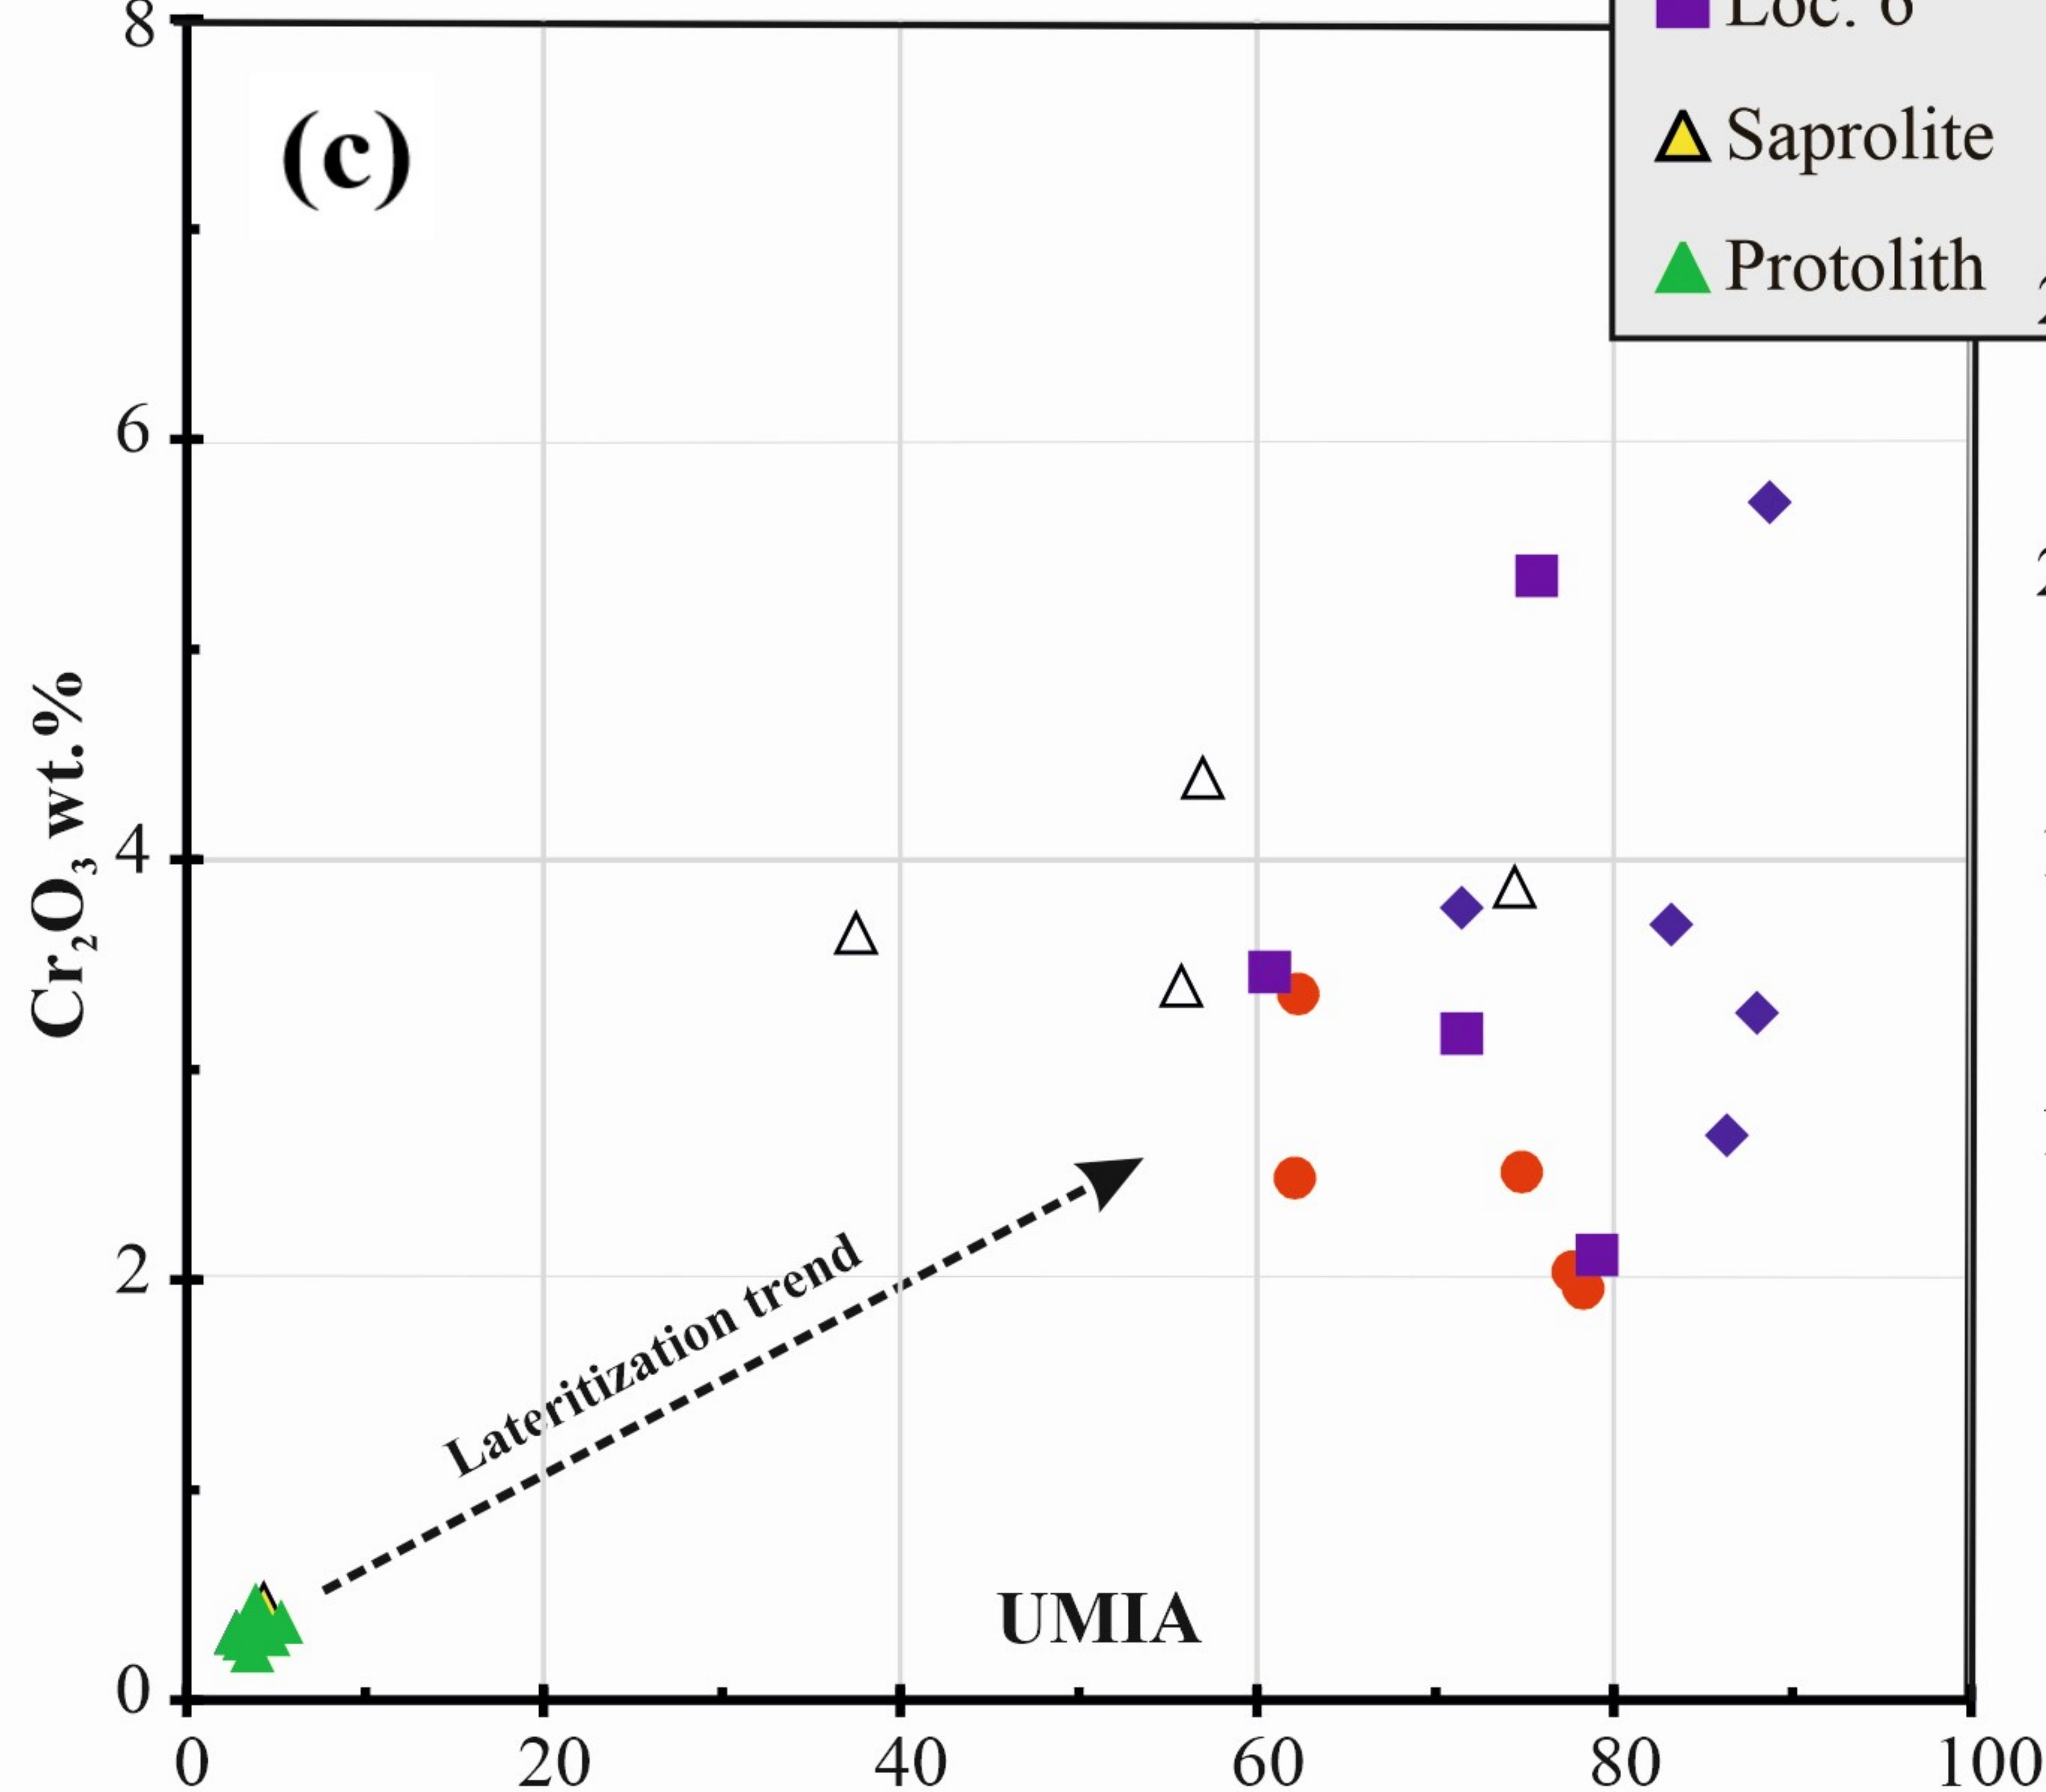 8
Loc. 6
(c)
Saprolite
Protolith
6
4
2
0
Cr₂O₃ wt.%
Lateritization trend
UMIA
0 20 40 60 80 100